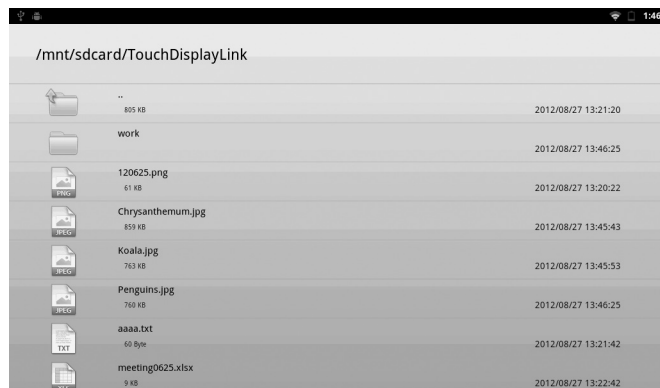 1:46
/mnt/sdcard/TouchDisplayLink
..
805 KB
2012/08/27 13:21:20
work
2012/08/27 13:46:25
120625.png
61 KB
2012/08/27 13:20:22
PNG
Chrysanthemum.jpg
859 KB
2012/08/27 13:45:43
JPEG
Koala.jpg
763 KB
2012/08/27 13:45:53
JPEG
Penguins.jpg
760 KB
2012/08/27 13:46:25
JPEG
aaaa.txt
60 Byte
2012/08/27 13:21:42
TXT
meeting0625.xlsx
9 KB
2012/08/27 13:22:42